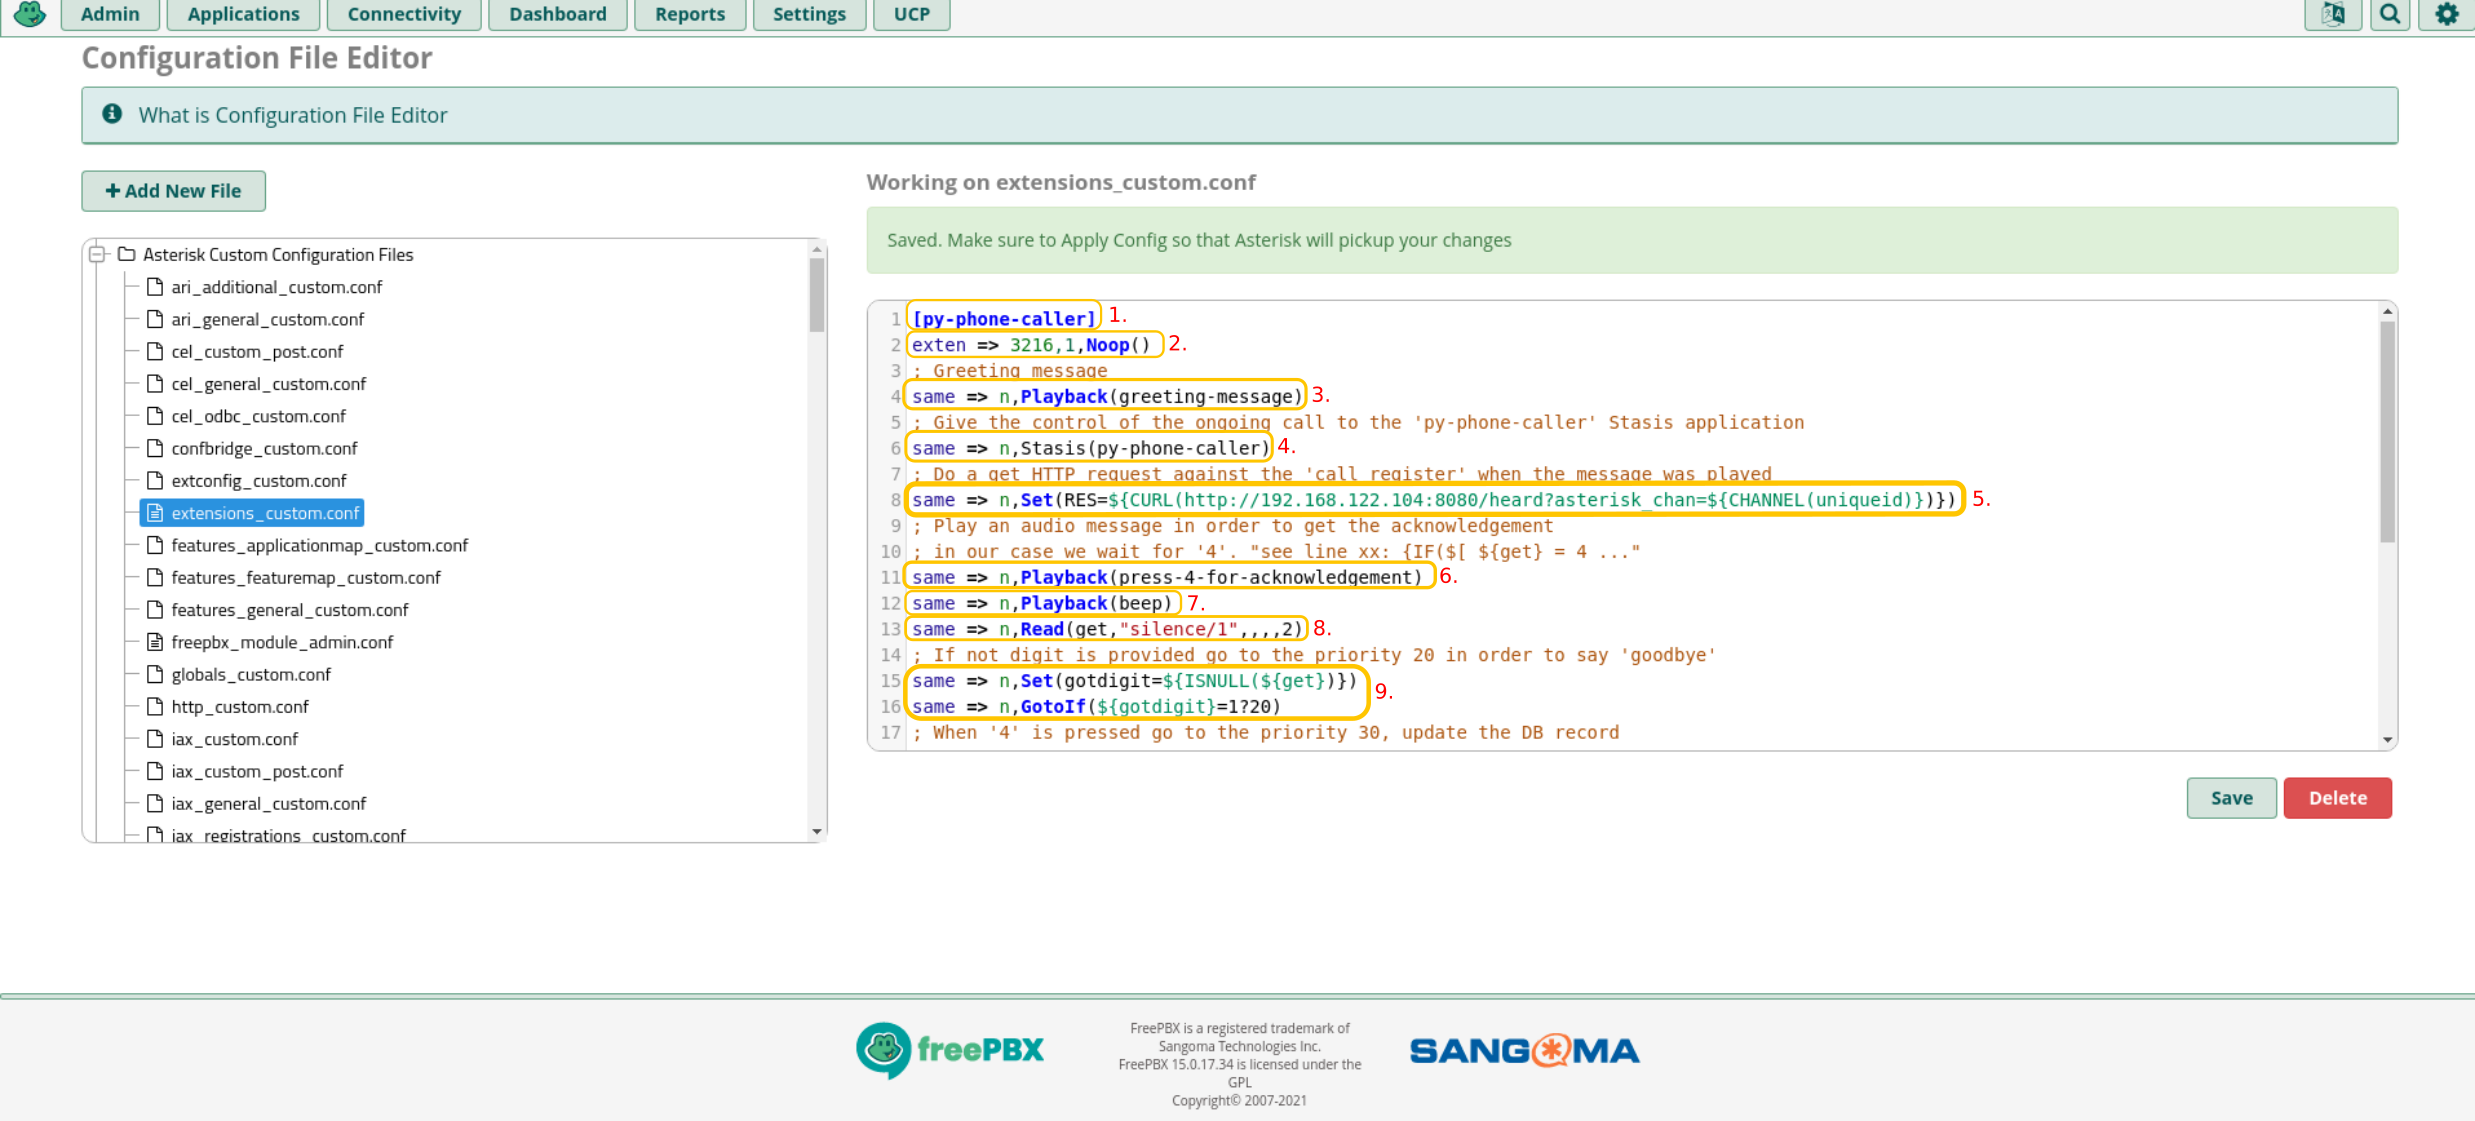 Admin Applications Connectivity Dashboard Reports Settings UCP
Configuration File Editor
What is Configuration File Editor
Add New File
Asterisk Custom Configuration Files
ari_additional_custom.conf
ari_general_custom.conf
cel_custom_post.conf
cel_general_custom.conf
cel_odbc_custom.conf
confbridge_custom.conf
extconfig_custom.conf
extensions_custom.conf
features_applicationmap_custom.conf
features_featuremap_custom.conf
features_general_custom.conf
freepbx_module_admin.conf
globals_custom.conf
http_custom.conf
iax_custom.conf
iax_custom_post.conf
iax_general_custom.conf
iax_registrations_custom.conf
Working on extensions_custom.conf
Saved. Make sure to Apply Config so that Asterisk will pickup your changes
1 [py-phone-caller] 1.
2 exten => 3216,1,Noop() 2.
3 ; Greeting message
4 same => n,Playback(greeting-message) 3.
5 ; Give the control of the ongoing call to the 'py-phone-caller' Stasis application
6 same => n,Stasis(py-phone-caller) 4.
7 ; Do a get HTTP request against the 'call register' when the message was played
8 same => n,Set(RES=${CURL(http://192.168.122.104:8080/heard?asterisk_chan=${CHANNEL(uniqueid)})}) 5.
9 ; Play an audio message in order to get the acknowledgement
10 ; in our case we wait for '4'. "see line xx: {IF($[ ${get} = 4 ..."
11 same => n,Playback(press-4-for-acknowledgement) 6.
12 same => n,Playback(beep) 7.
13 same => n,Read(get,"silence/1",,,,2) 8.
14 ; If not digit is provided go to the priority 20 in order to say 'goodbye'
15 same => n,Set(gotdigit=${ISNULL(${get})})
16 same => n,GotoIf(${gotdigit}=1?20) 9.
17 ; When '4' is pressed go to the priority 30, update the DB record
Save Delete
freePBX
FreePBX is a registered trademark of
Sangoma Technologies Inc.
FreePBX 15.0.17.34 is licensed under the
GPL
Copyright© 2007-2021
SANGOMA